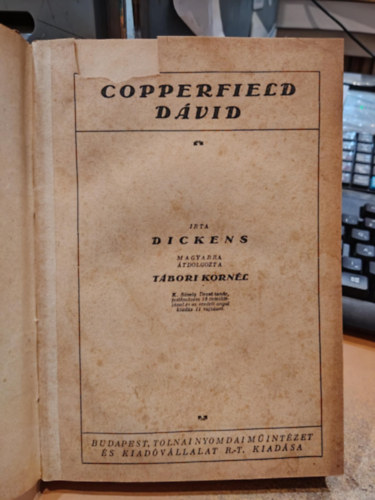 COPPERFIELD
DÁVID
IRTA
DICKENS
MAGYARRA
ÁTDOLGOZTA
TÁBORI KORNÉL
BUDAPEST, TOLNAI NYOMDAI MŰINTÉZET
ÉS KIADÓVÁLLALAT R.-T. KIADÁSA